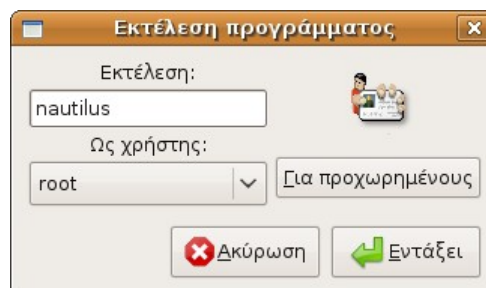 Εκτέλεση προγράμματος
Εκτέλεση:
nautilus
Ως χρήστης:
root
Για προχωρημένους
Ακύρωση
Εντάξει